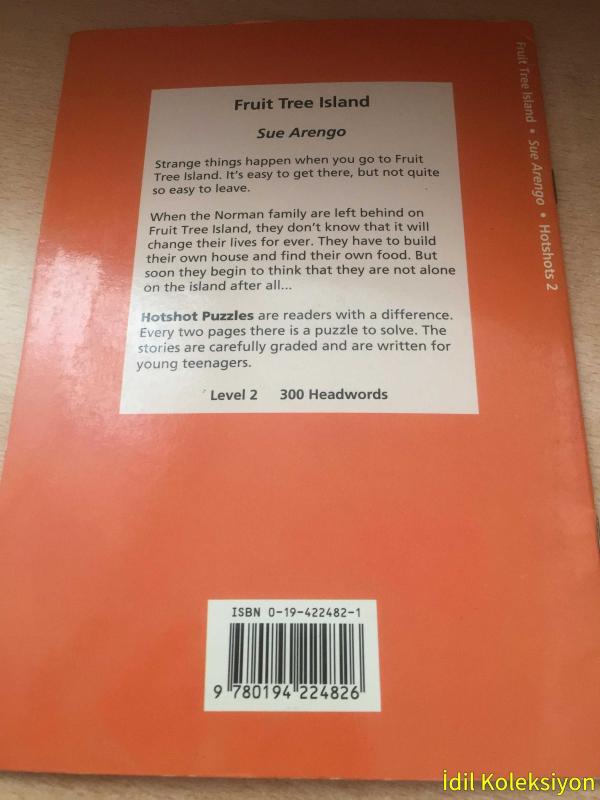 Fruit Tree Island
Sue Arengo
Strange things happen when you go to Fruit
Tree Island. It's easy to get there, but not quite
so easy to leave.
When the Norman family are left behind on
Fruit Tree Island, they don't know that it will
change their lives for ever. They have to build
their own house and find their own food. But
soon they begin to think that they are not alone
on the island after all...
Hotshot Puzzles are readers with a difference.
Every two pages there is a puzzle to solve. The
stories are carefully graded and are written for
young teenagers.
Level 2 300 Headwords
Fruit Tree Island • Sue Arengo • Hotshots 2
ISBN 0-19-422482-1
9 780194 224826
İdil Koleksiyon